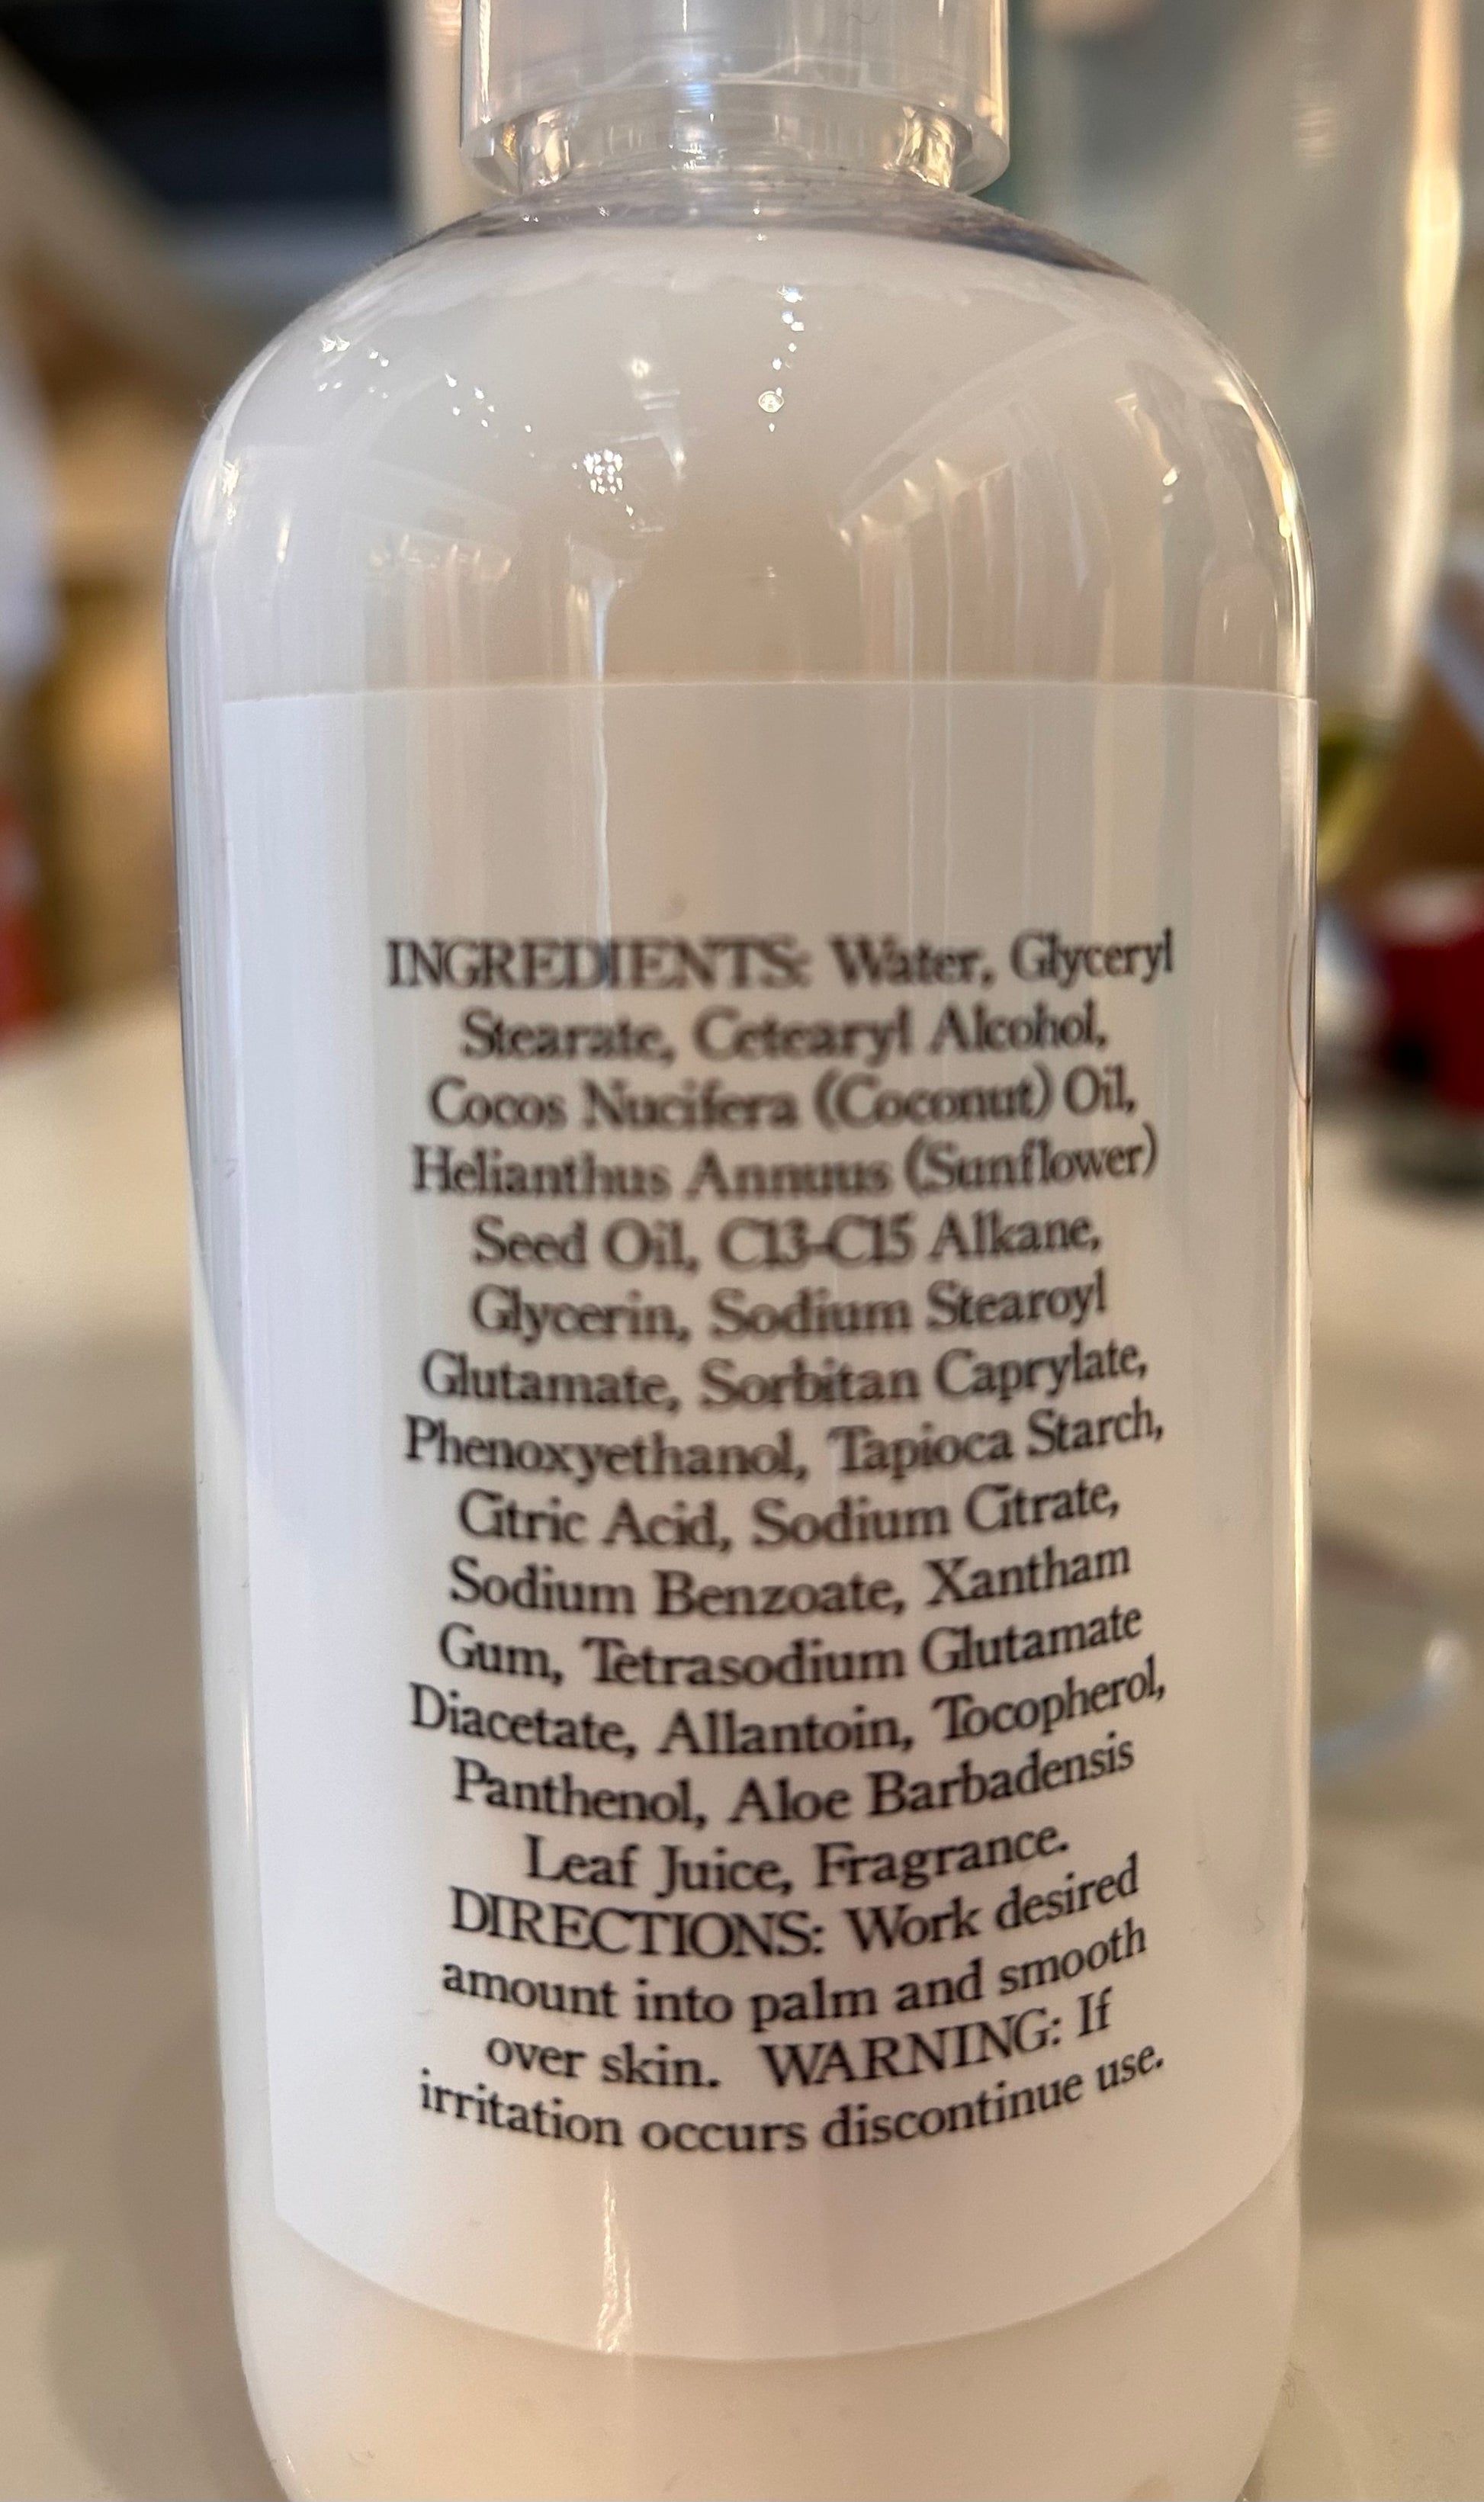 INGREDIENTS: Water, Glyceryl
Stearate, Cetearyl Alcohol,
Cocos Nucifera (Coconut) Oil,
Helianthus Annuus (Sunflower)
Seed Oil, C13-C15 Alkane,
Glycerin, Sodium Stearoyl
Glutamate, Sorbitan Caprylate,
Phenoxyethanol, Tapioca Starch,
Citric Acid, Sodium Citrate,
Sodium Benzoate, Xantham
Gum, Tetrasodium Glutamate
Diacetate, Allantoin, Tocopherol,
Panthenol, Aloe Barbadensis
Leaf Juice, Fragrance.
DIRECTIONS: Work desired
amount into palm and smooth
over skin. WARNING: If
irritation occurs discontinue use.